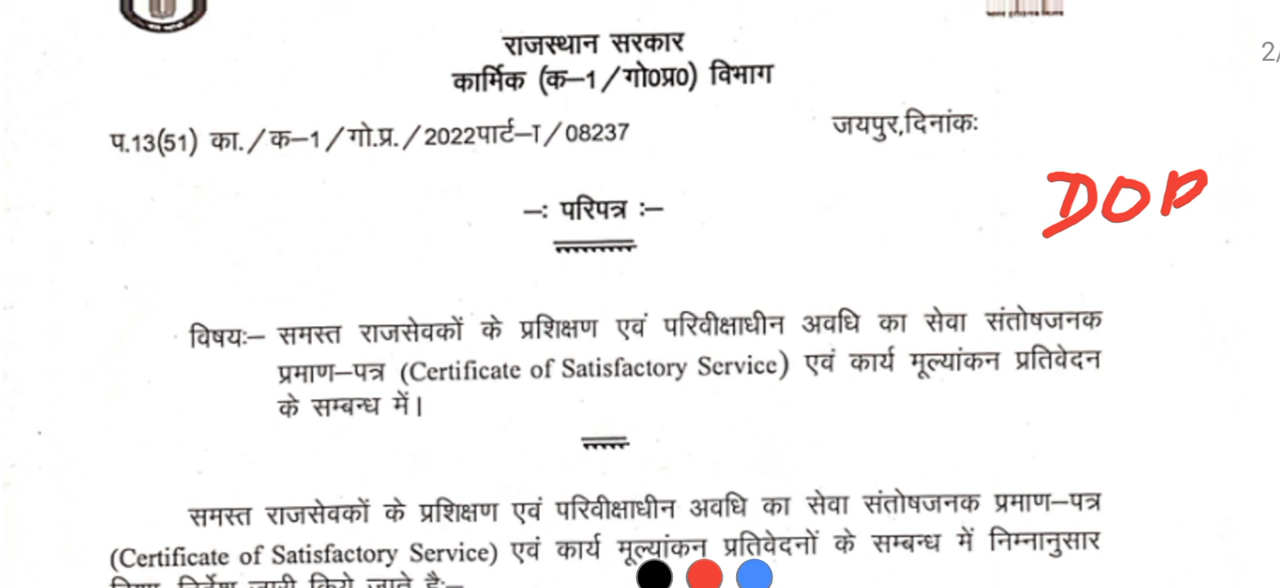 राजस्थान सरकार
कार्मिक (क–1/गो0प्र0) विभाग
प.13(51) का./क–1/गो.प्र./2022पार्ट–I/08237
जयपुर,दिनांकः
2/
–: परिपत्र :–
DOP
विषयः– समस्त राजसेवकों के प्रशिक्षण एवं परिवीक्षाधीन अवधि का सेवा संतोषजनक
प्रमाण–पत्र (Certificate of Satisfactory Service) एवं कार्य मूल्यांकन प्रतिवेदन
के सम्बन्ध में।
समस्त राजसेवकों के प्रशिक्षण एवं परिवीक्षाधीन अवधि का सेवा संतोषजनक प्रमाण–पत्र
(Certificate of Satisfactory Service) एवं कार्य मूल्यांकन प्रतिवेदनों के सम्बन्ध में निम्नानुसार
निर्देश जारी किये जाते है:–